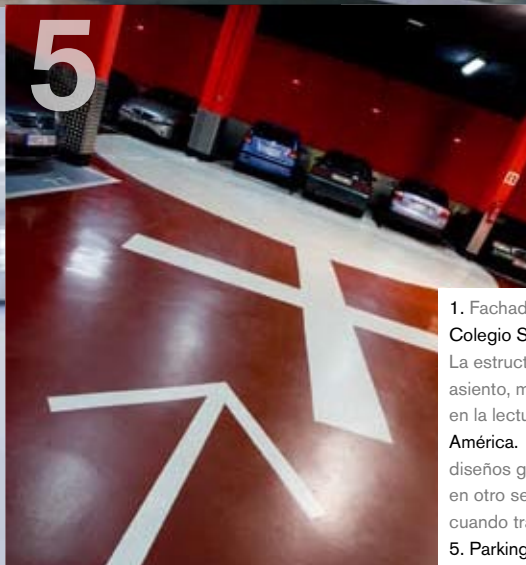 5
1. Fachad
Colegio S
La estruct
asiento, m
en la lectu
América.
diseños g
en otro se
cuando tra
5. Parking